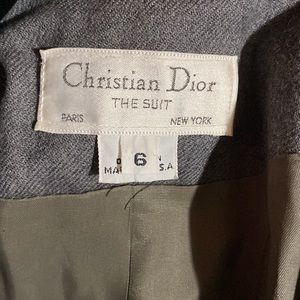 Christian Dior
THE SUIT
PARIS NEW YORK
6